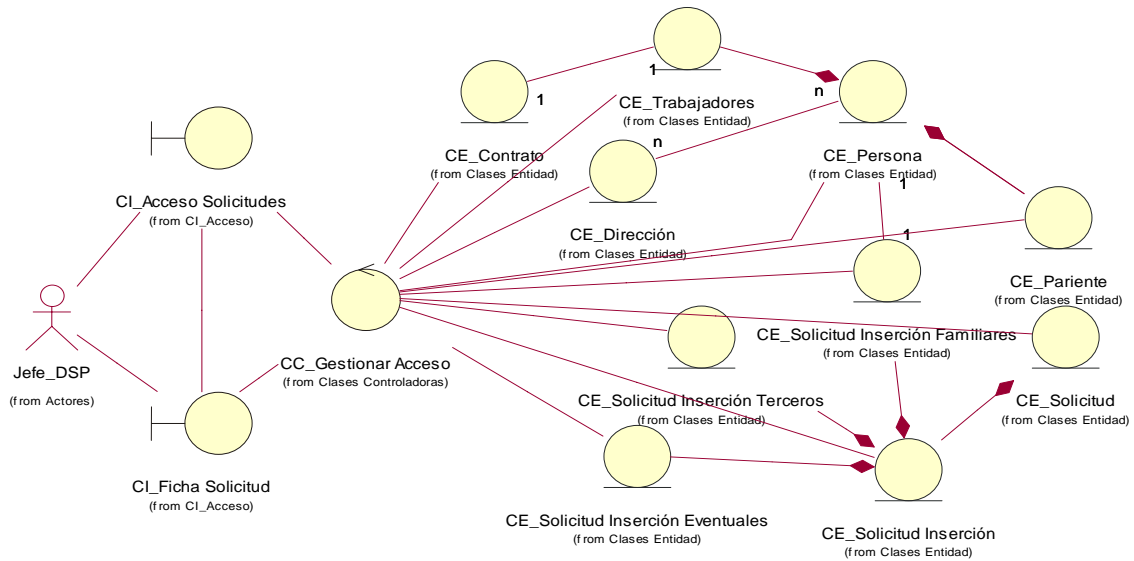 1
1
n
CE_Trabajadores
(from Clases Entidad)
n
CE_Contrato
(from Clases Entidad)
CE_Persona
(from Clases Entidad)
1
CI_Acceso Solicitudes
(from CI_Acceso)
CE_Dirección
(from Clases Entidad)
1
CE_Pariente
(from Clases Entidad)
CE_Solicitud Inserción Familiares
(from Clases Entidad)
Jefe_DSP
(from Actores)
CC_Gestionar Acceso
(from Clases Controladoras)
CE_Solicitud Inserción Terceros
(from Clases Entidad)
CE_Solicitud
(from Clases Entidad)
CI_Ficha Solicitud
(from CI_Acceso)
CE_Solicitud Inserción Eventuales
(from Clases Entidad)
CE_Solicitud Inserción
(from Clases Entidad)